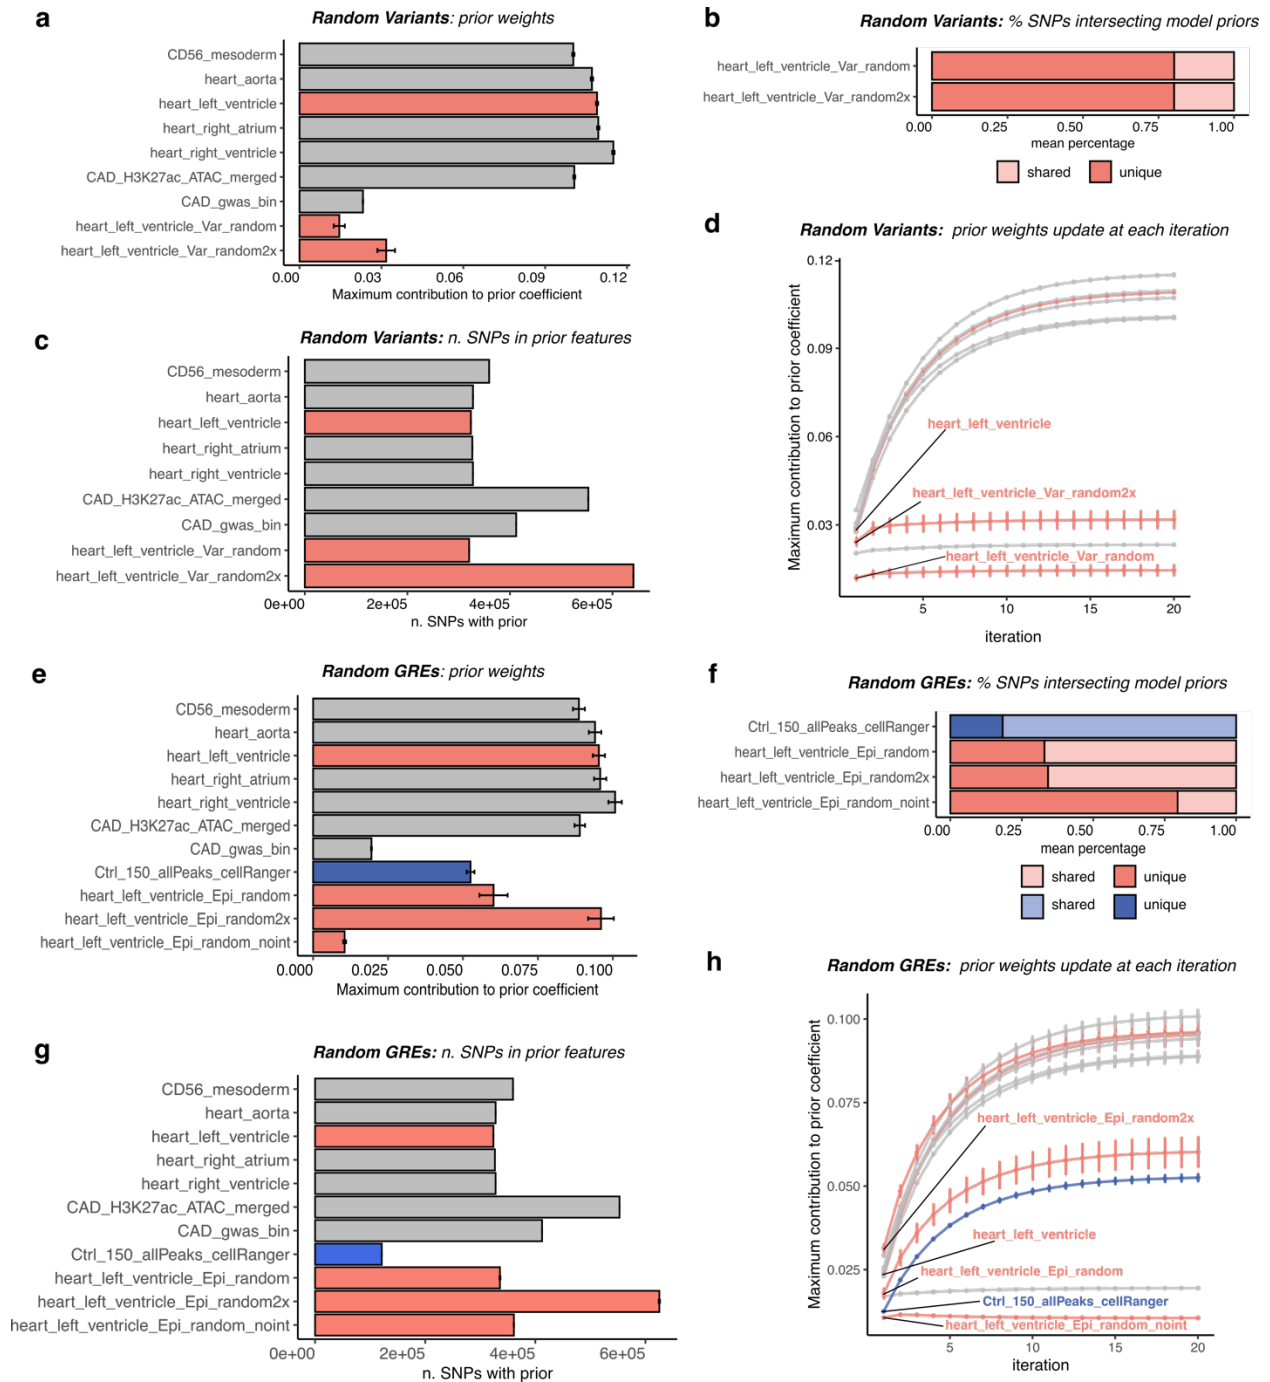 a
Random Variants: prior weights
CD56_mesoderm
heart_aorta
heart_left_ventricle
heart_right_atrium
heart_right_ventricle
CAD_H3K27ac_ATAC_merged
CAD_gwas_bin
heart_left_ventricle_Var_random
heart_left_ventricle_Var_random2x
0.00 0.03 0.06 0.09 0.12
Maximum contribution to prior coefficient
b
Random Variants: % SNPs intersecting model priors
heart_left_ventricle_Var_random
heart_left_ventricle_Var_random2x
0.00 0.25 0.50 0.75 1.00
mean percentage
shared unique
c
Random Variants: n. SNPs in prior features
CD56_mesoderm
heart_aorta
heart_left_ventricle
heart_right_atrium
heart_right_ventricle
CAD_H3K27ac_ATAC_merged
CAD_gwas_bin
heart_left_ventricle_Var_random
heart_left_ventricle_Var_random2x
0e+00 2e+05 4e+05 6e+05
n. SNPs with prior
d
Random Variants: prior weights update at each iteration
Maximum contribution to prior coefficient
0.12
0.09
0.06
0.03
heart_left_ventricle
heart_left_ventricle_Var_random2x
heart_left_ventricle_Var_random
5 10 15 20
iteration
e
Random GREs: prior weights
CD56_mesoderm
heart_aorta
heart_left_ventricle
heart_right_atrium
heart_right_ventricle
CAD_H3K27ac_ATAC_merged
CAD_gwas_bin
Ctrl_150_allPeaks_cellRanger
heart_left_ventricle_Epi_random
heart_left_ventricle_Epi_random2x
heart_left_ventricle_Epi_random_noint
0.000 0.025 0.050 0.075 0.100
Maximum contribution to prior coefficient
f
Random GREs: % SNPs intersecting model priors
Ctrl_150_allPeaks_cellRanger
heart_left_ventricle_Epi_random
heart_left_ventricle_Epi_random2x
heart_left_ventricle_Epi_random_noint
0.00 0.25 0.50 0.75 1.00
mean percentage
shared unique
shared unique
g
Random GREs: n. SNPs in prior features
CD56_mesoderm
heart_aorta
heart_left_ventricle
heart_right_atrium
heart_right_ventricle
CAD_H3K27ac_ATAC_merged
CAD_gwas_bin
Ctrl_150_allPeaks_cellRanger
heart_left_ventricle_Epi_random
heart_left_ventricle_Epi_random2x
heart_left_ventricle_Epi_random_noint
0e+00 2e+05 4e+05 6e+05
n. SNPs with prior
h
Random GREs: prior weights update at each iteration
Maximum contribution to prior coefficient
0.100
0.075
0.050
0.025
heart_left_ventricle_Epi_random2x
heart_left_ventricle
heart_left_ventricle_Epi_random
Ctrl_150_allPeaks_cellRanger
heart_left_ventricle_Epi_random_noint
5 10 15 20
iteration